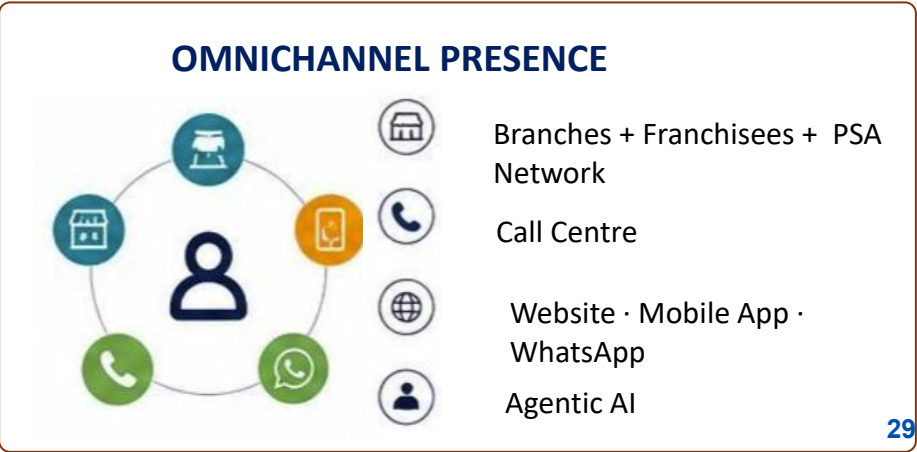 OMNICHANNEL PRESENCE
Branches + Franchisees + PSA
Network
Call Centre
Website · Mobile App ·
WhatsApp
Agentic AI
29